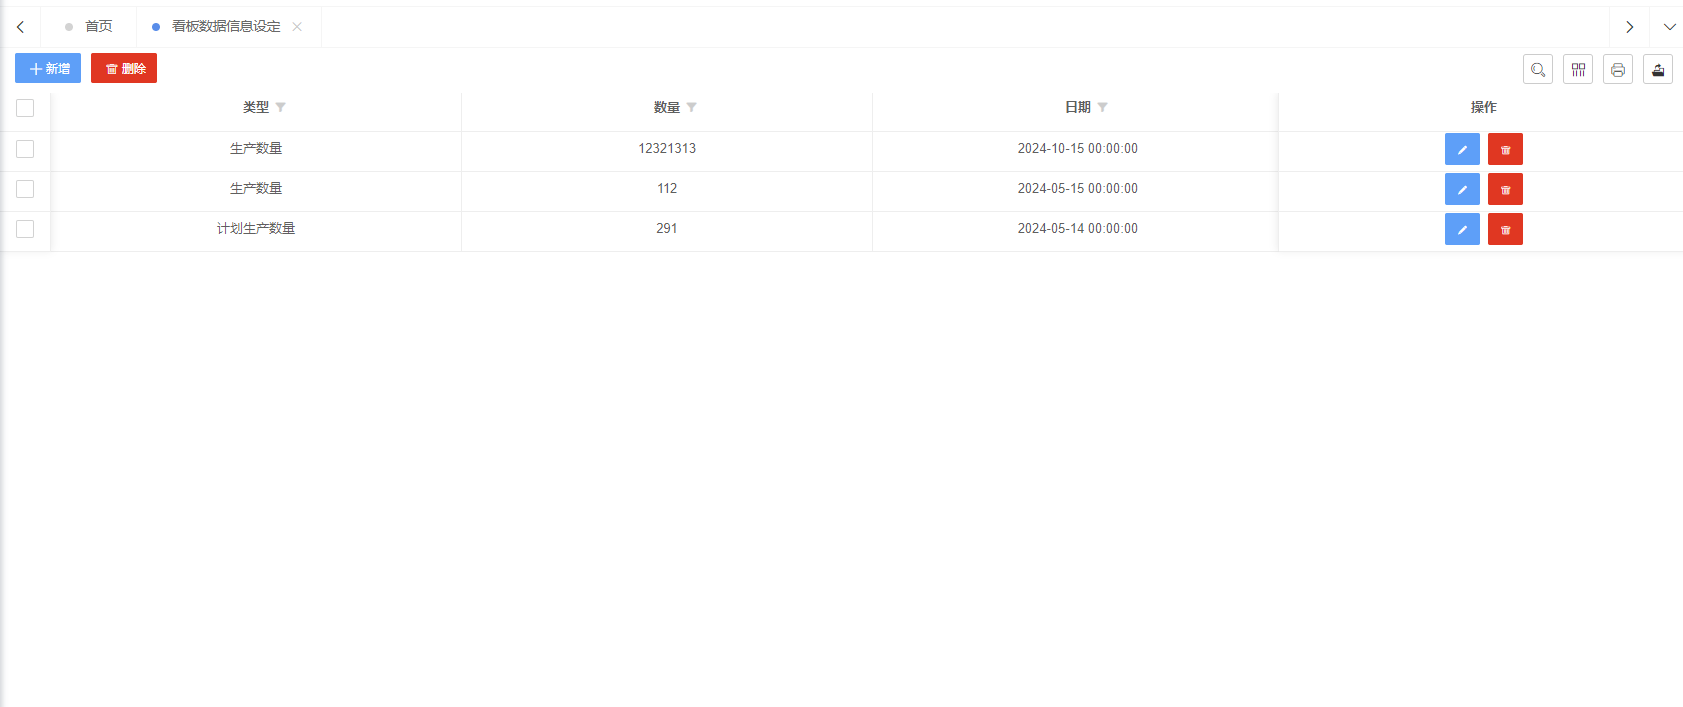 首页 看板数据信息设定
新增 删除
类型 数量 日期 操作
生产数量 12321313 2024-10-15 00:00:00
生产数量 112 2024-05-15 00:00:00
计划生产数量 291 2024-05-14 00:00:00